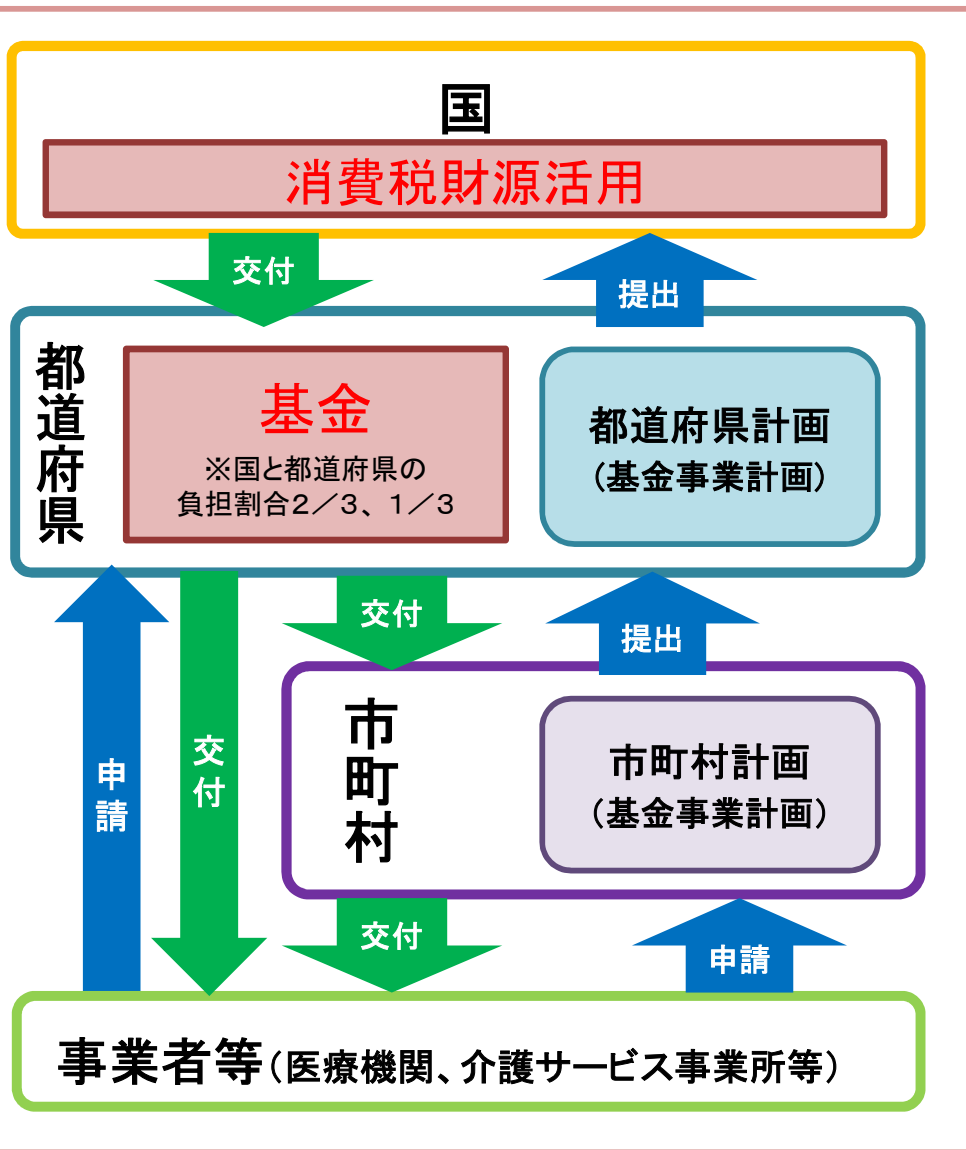 国
消費税財源活用
交付
提出
都道府県
基金
※国と都道府県の
負担割合2/3、1/3
都道府県計画
(基金事業計画)
交付
提出
申請
交付
市町村
市町村計画
(基金事業計画)
交付
申請
事業者等(医療機関、介護サービス事業所等)